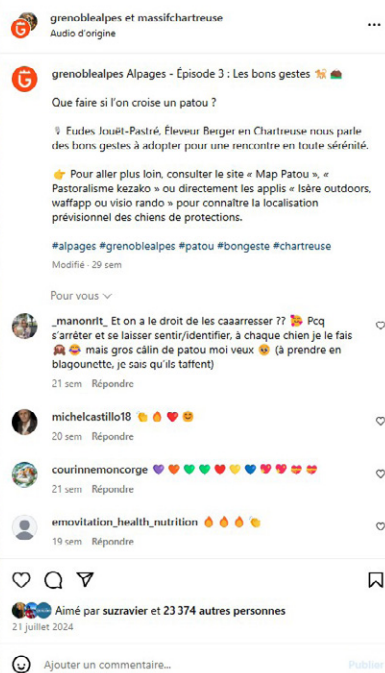 grenoblealpes et massifchartreuse
Audio d'origine
grenoblealpes Alpages - Épisode 3 : Les bons gestes
Que faire si l'on croise un patou ?
Eudes Jouët-Pastré, Éleveur Berger en Chartreuse nous parle
des bons gestes à adopter pour une rencontre en toute sérénité.
👉 Pour aller plus loin, consulter le site « Map Patou », «
Pastoralisme kezako » ou directement les applis « Isère outdoors,
waffapp ou visio rando » pour connaître la localisation
prévisionnel des chiens de protections.
#alpages #grenoblealpes #patou #bongeste #chartreuse
Modifié · 29 sem
Pour vous
_manonrlt_ Et on a le droit de les caaarresser ?? 🥰 Pcq
s'arrêter et se laisser sentir/identifier, à chaque chien je le fais
🙈 😂 mais gros câlin de patou moi veux 🥺 (à prendre en
blagounette, je sais qu'ils taffent)
21 sem Répondre
michelcastillo18 👏 🔥 ❤️ 😊
20 sem Répondre
courinnemoncorge 💜 🧡 💚 💚 ❤️ 💛 💙 💖 💖 💝 💝
21 sem Répondre
emovitation_health_nutrition 🔥 🔥 🔥 👏
19 sem Répondre
Aimé par suzravier et 23 374 autres personnes
21 juillet 2024
Ajouter un commentaire... Publier